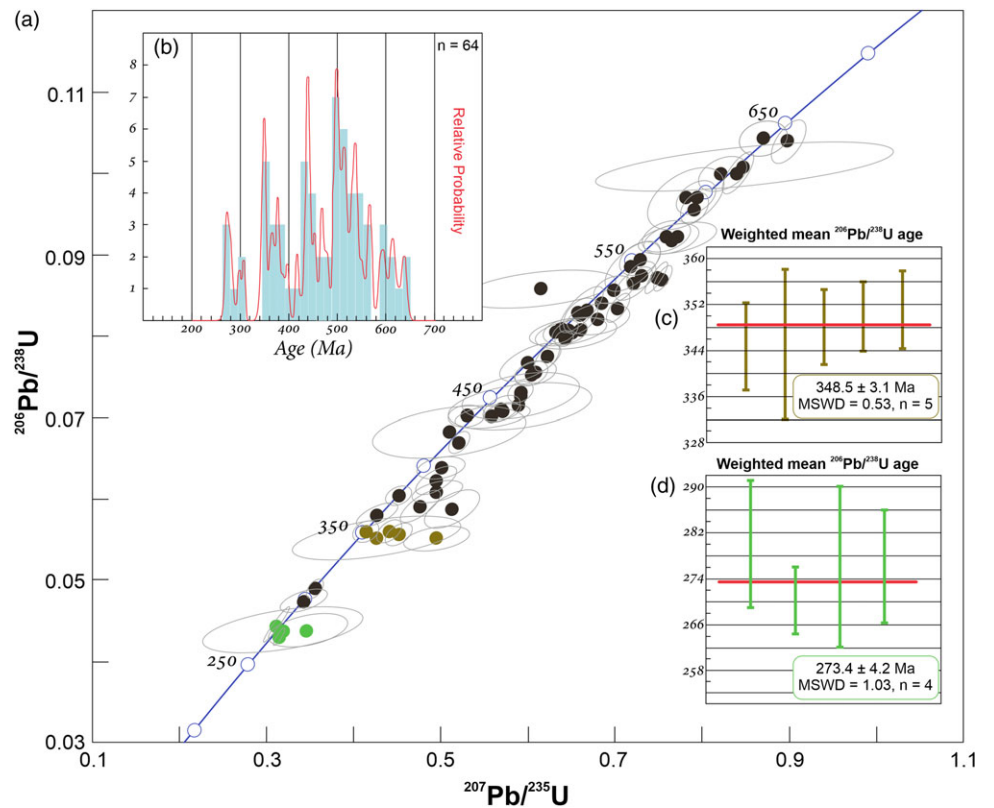 (a)
(b)
n = 64
8
7
6
5
4
3
2
1
200 300 400 500 600 700
Age (Ma)
Relative Probability
0.11
0.09
0.07
0.05
0.03
²⁰⁶Pb/²³⁸U
650
550
450
350
250
Weighted mean ²⁰⁶Pb/²³⁸U age
(c)
360
352
344
336
328
348.5 ± 3.1 Ma
MSWD = 0.53, n = 5
Weighted mean ²⁰⁶Pb/²³⁸U age
(d)
290
282
274
266
258
273.4 ± 4.2 Ma
MSWD = 1.03, n = 4
0.1 0.3 0.5 0.7 0.9 1.1
²⁰⁷Pb/²³⁵U